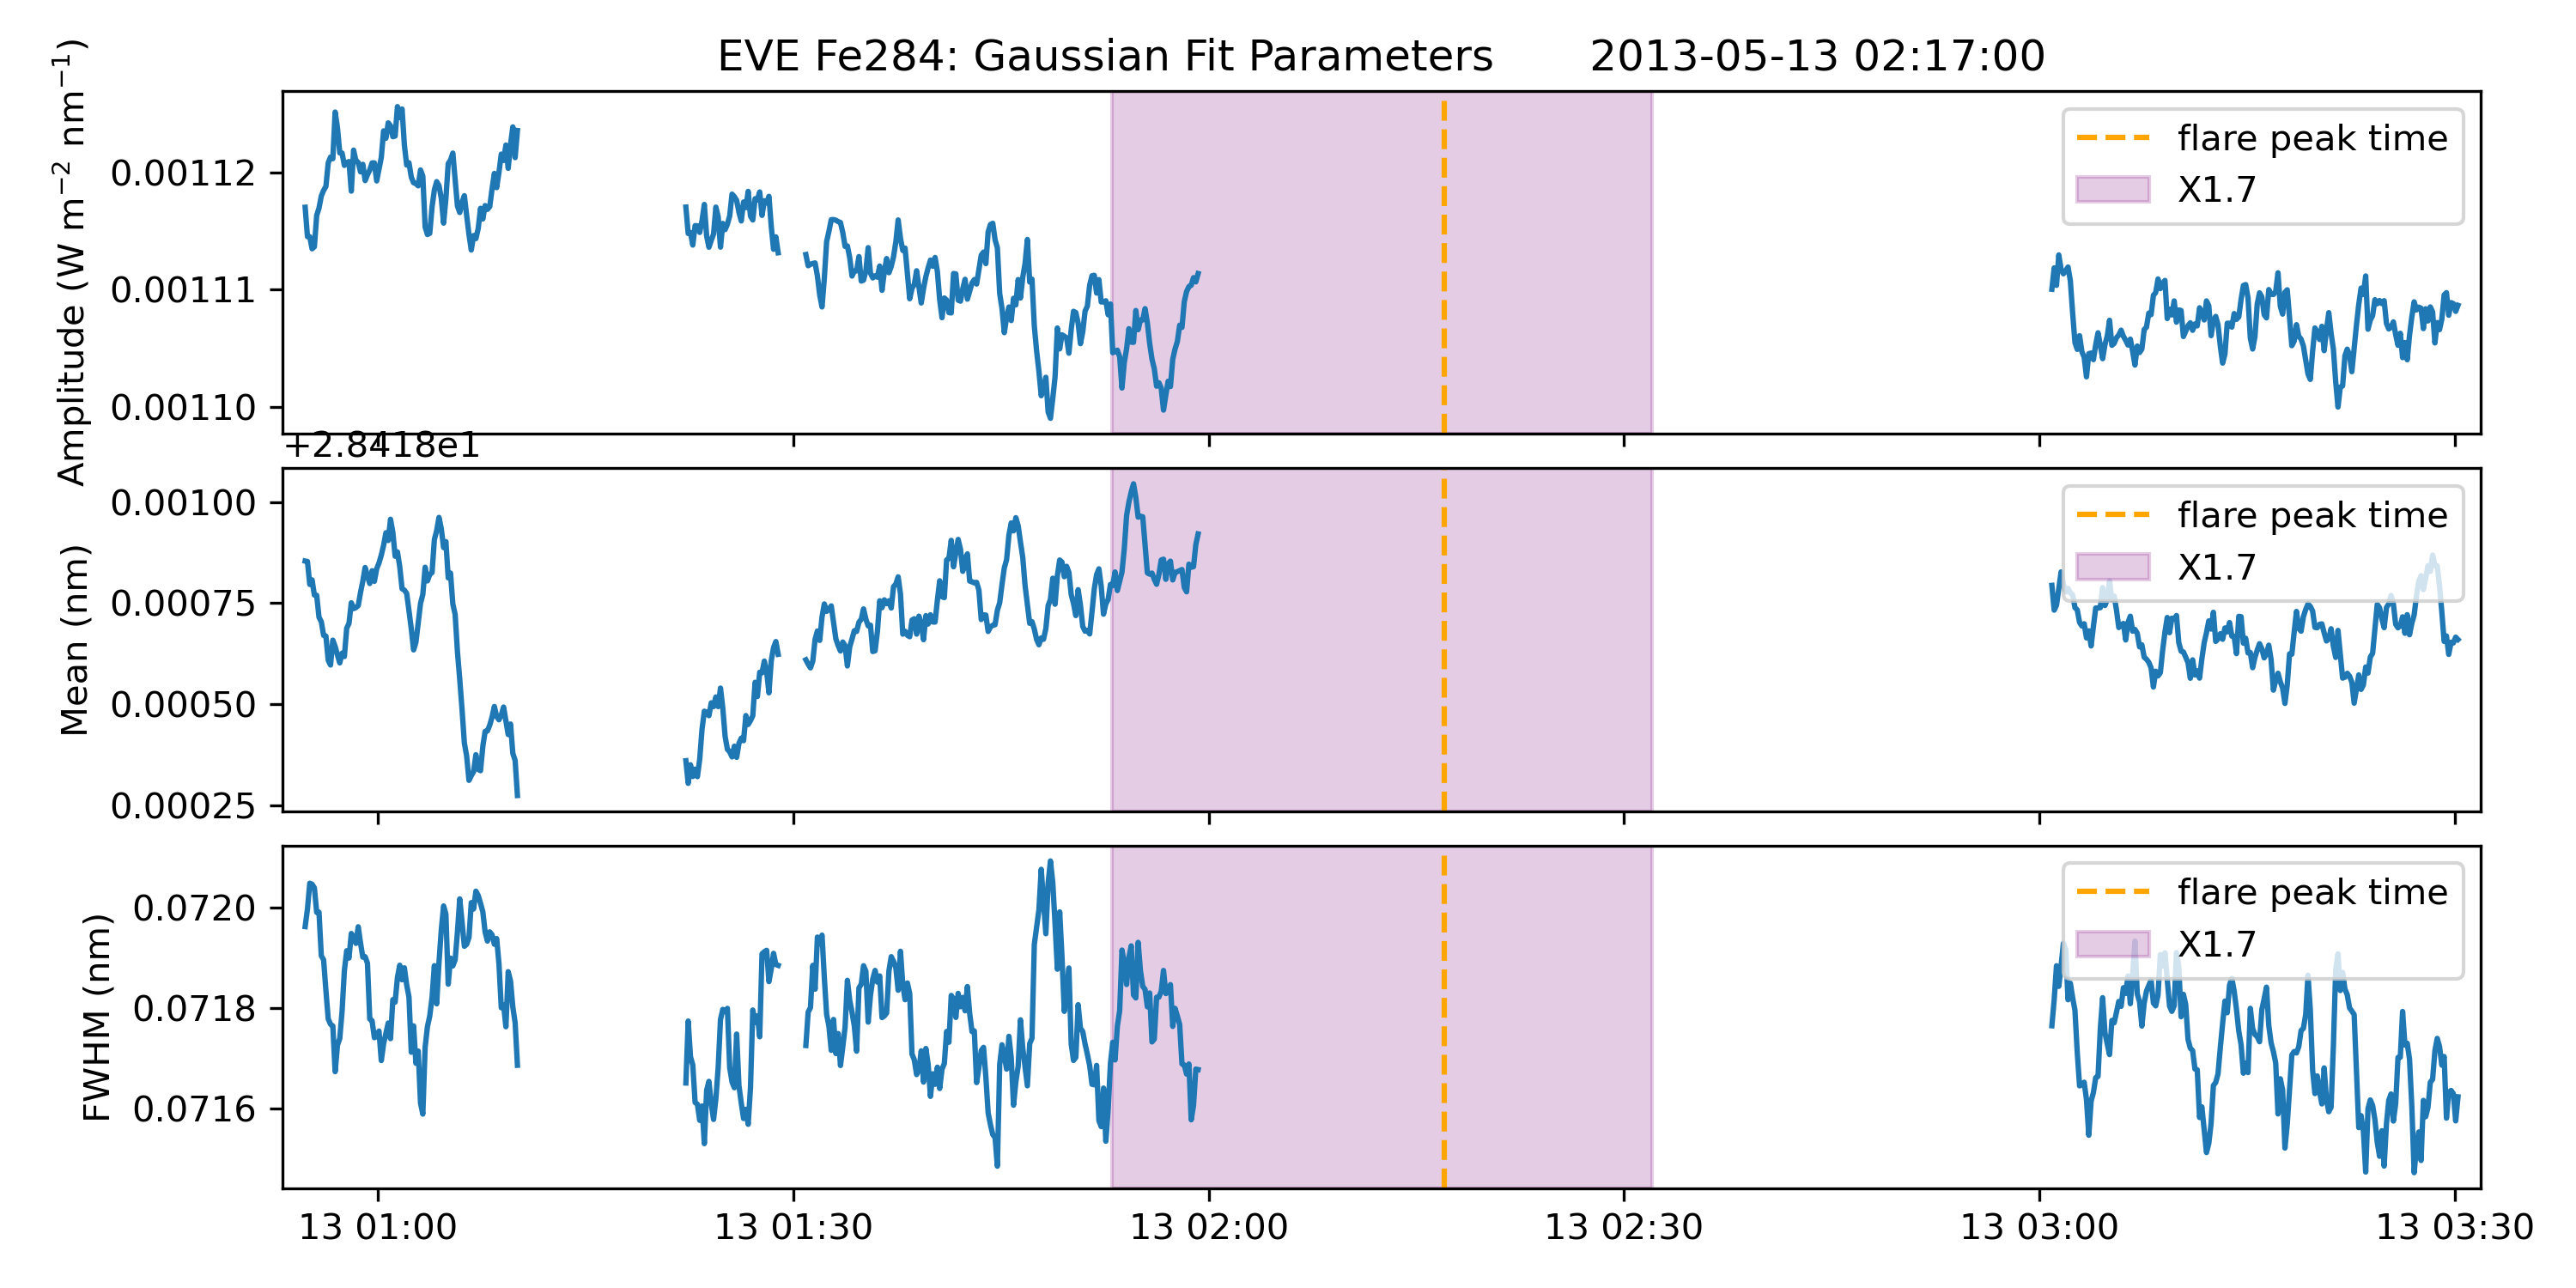 EVE Fe284: Gaussian Fit Parameters 2013-05-13 02:17:00
Amplitude (W m−2 nm−1)
0.00112
0.00111
0.00110
flare peak time
X1.7
+2.8418e1
Mean (nm)
0.00100
0.00075
0.00050
0.00025
flare peak time
X1.7
FWHM (nm)
0.0720
0.0718
0.0716
flare peak time
X1.7
13 01:00 13 01:30 13 02:00 13 02:30 13 03:00 13 03:30